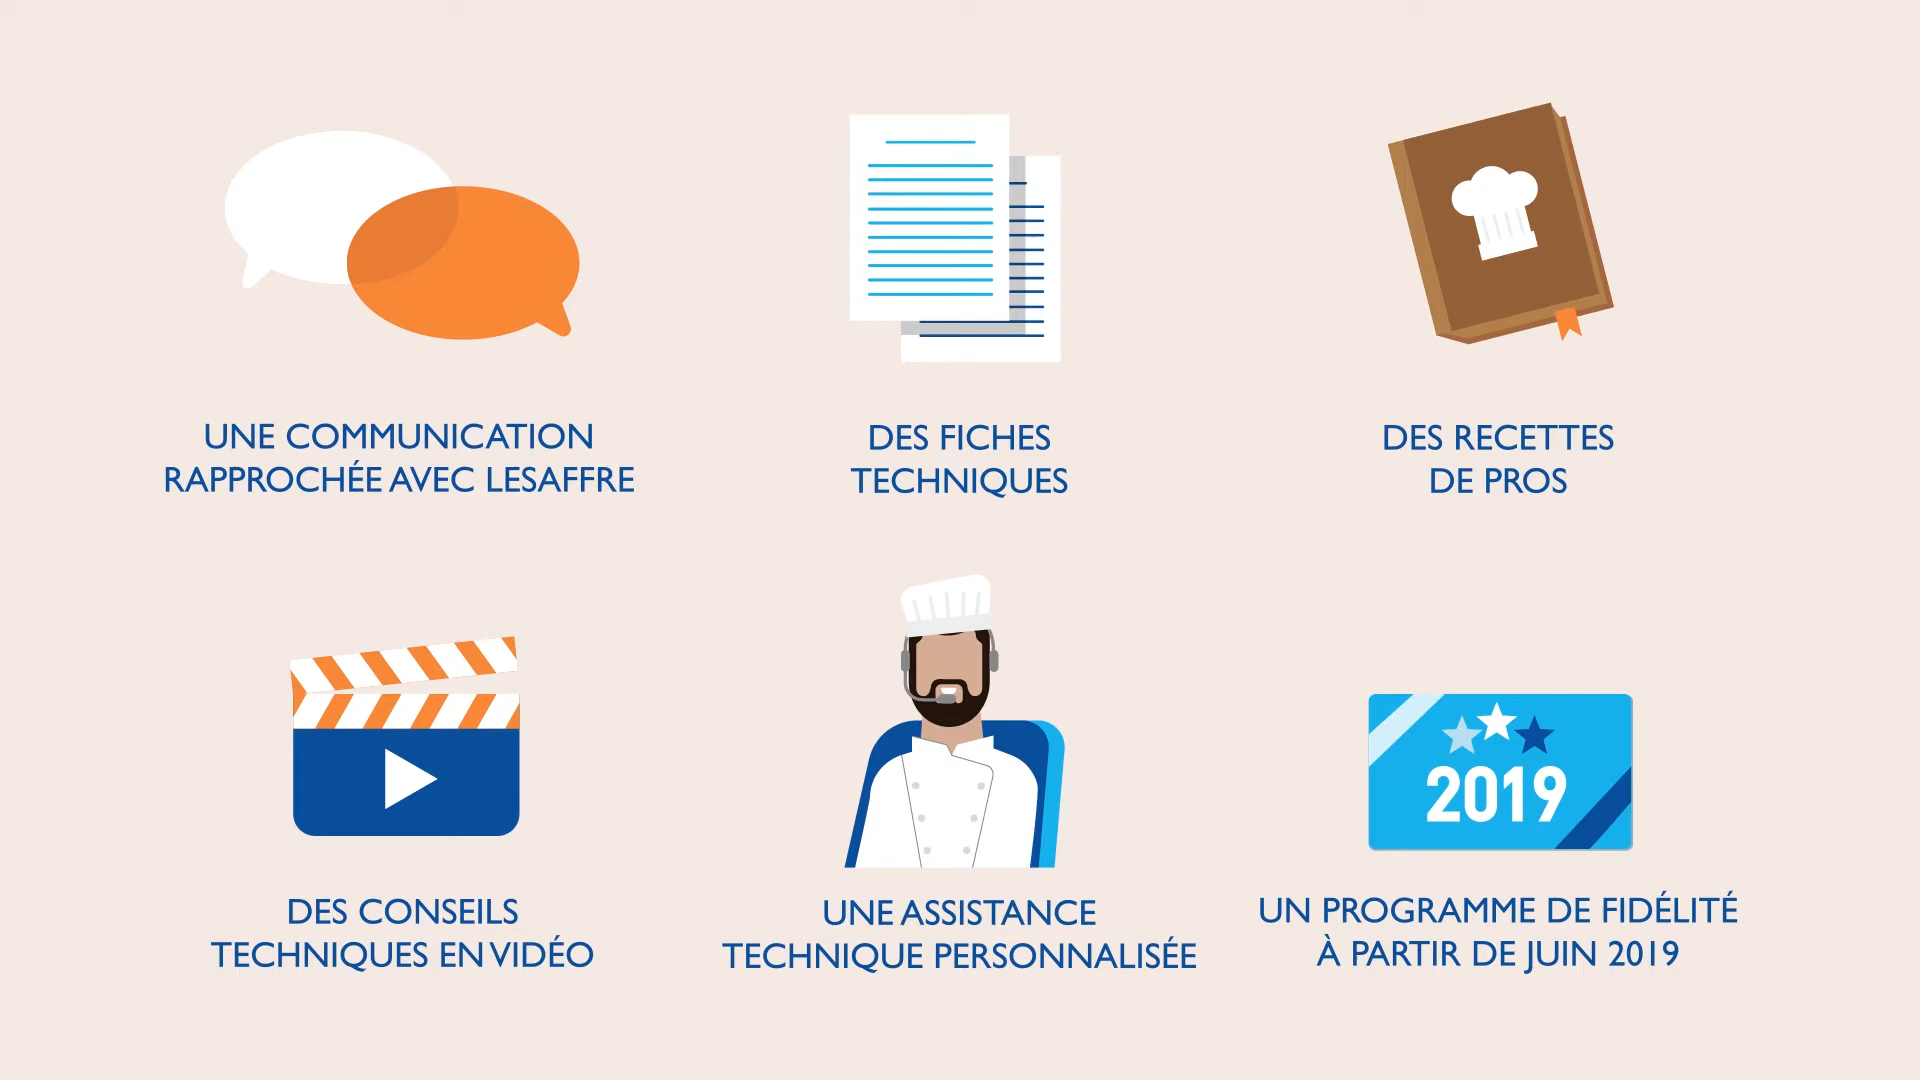 UNE COMMUNICATION
RAPPROCHÉE AVEC LESAFFRE
DES FICHES
TECHNIQUES
DES RECETTES
DE PROS
DES CONSEILS
TECHNIQUES EN VIDÉO
UNE ASSISTANCE
TECHNIQUE PERSONNALISÉE
2019
UN PROGRAMME DE FIDÉLITÉ
À PARTIR DE JUIN 2019